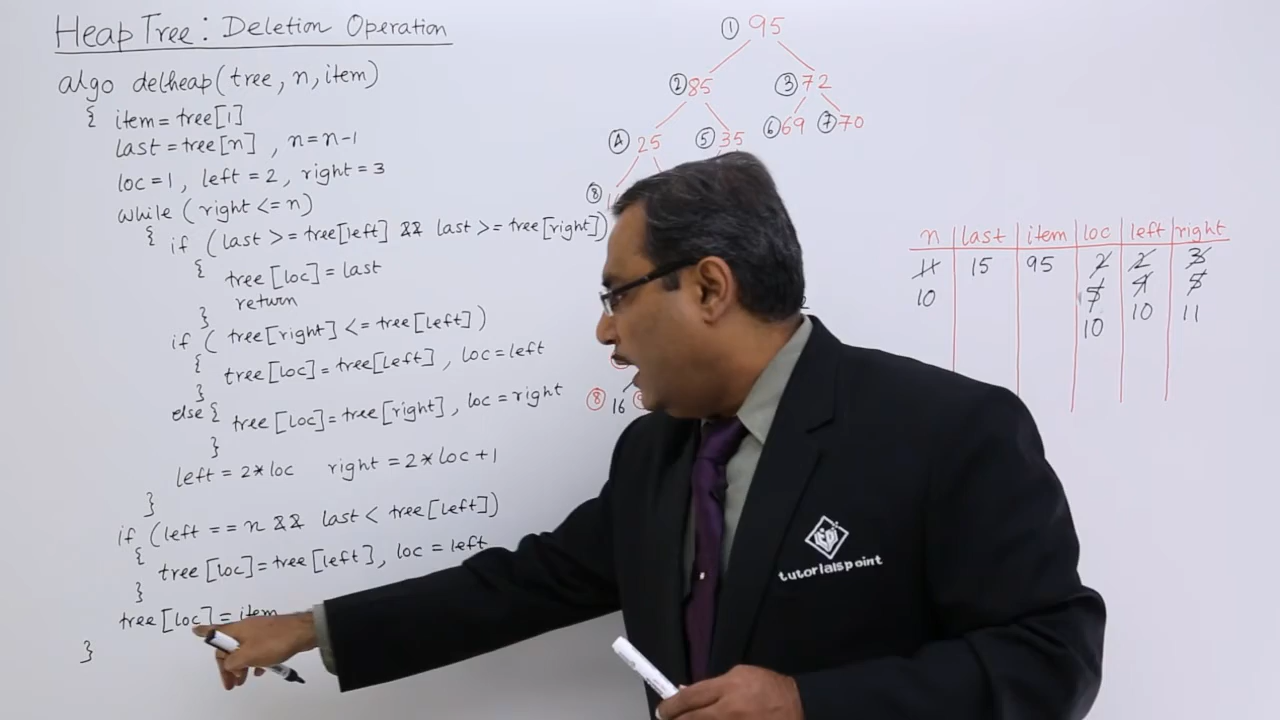 Heap Tree: Deletion Operation
algo delheap(tree, n, item)
{ item = tree[1]
last = tree[n] , n = n-1
loc = 1 , left = 2 , right = 3
while ( right <= n)
{ if (last >= tree[left] && last >= tree[right])
{ tree [loc] = last
return
}
if ( tree[right] <= tree[left])
{ tree[loc] = tree[left] , loc = left
}
else { tree [loc] = tree[right] , loc = right
}
left = 2*loc right = 2*loc+1
}
if (left == n && last < tree[left])
{ tree [loc] = tree[left] , loc = left
}
tree [loc] = item
}
1 95
2 85 3 72
4 25 5 35 6 69 7 70
8
8 16
n last item loc left right
11 15 95 2 2 3
10 5 4 5
10 10 11
tutorialspoint